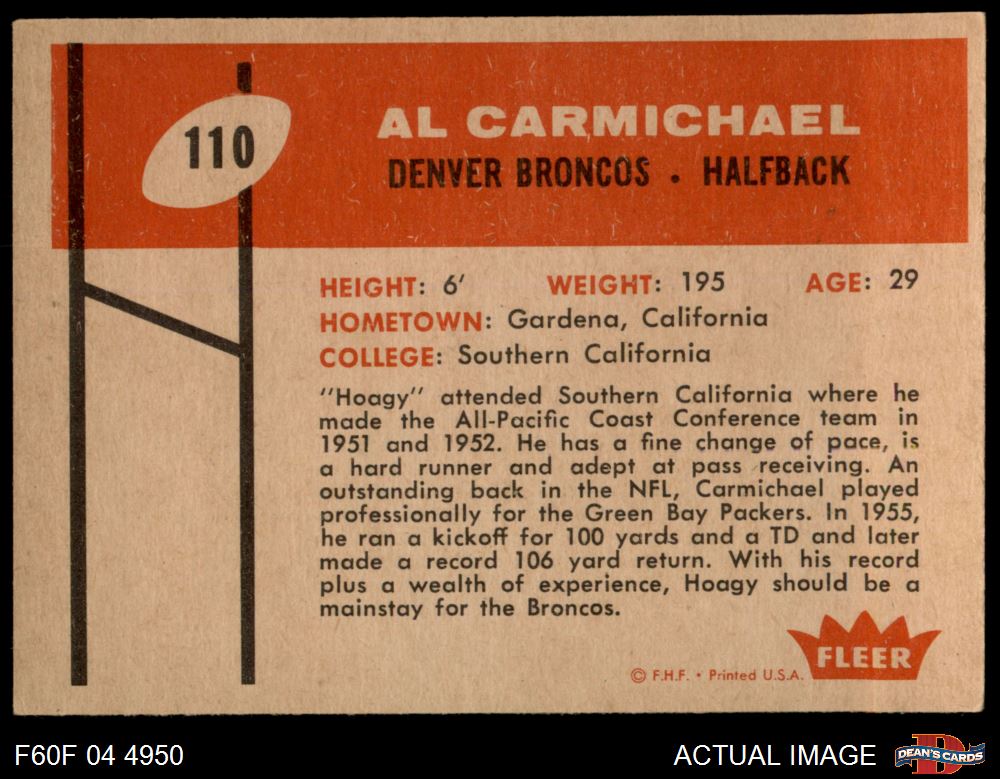 110
AL CARMICHAEL
DENVER BRONCOS . HALFBACK
HEIGHT: 6' WEIGHT: 195 AGE: 29
HOMETOWN: Gardena, California
COLLEGE: Southern California
"Hoagy" attended Southern California where he
made the All-Pacific Coast Conference team in
1951 and 1952. He has a fine change of pace, is
a hard runner and adept at pass receiving. An
outstanding back in the NFL, Carmichael played
professionally for the Green Bay Packers. In 1955,
he ran a kickoff for 100 yards and a TD and later
made a record 106 yard return. With his record
plus a wealth of experience, Hoagy should be a
mainstay for the Broncos.
FLEER
© F.H.F. • Printed U.S.A.
F60F 04 4950
ACTUAL IMAGE
D
DEAN'S CARDS